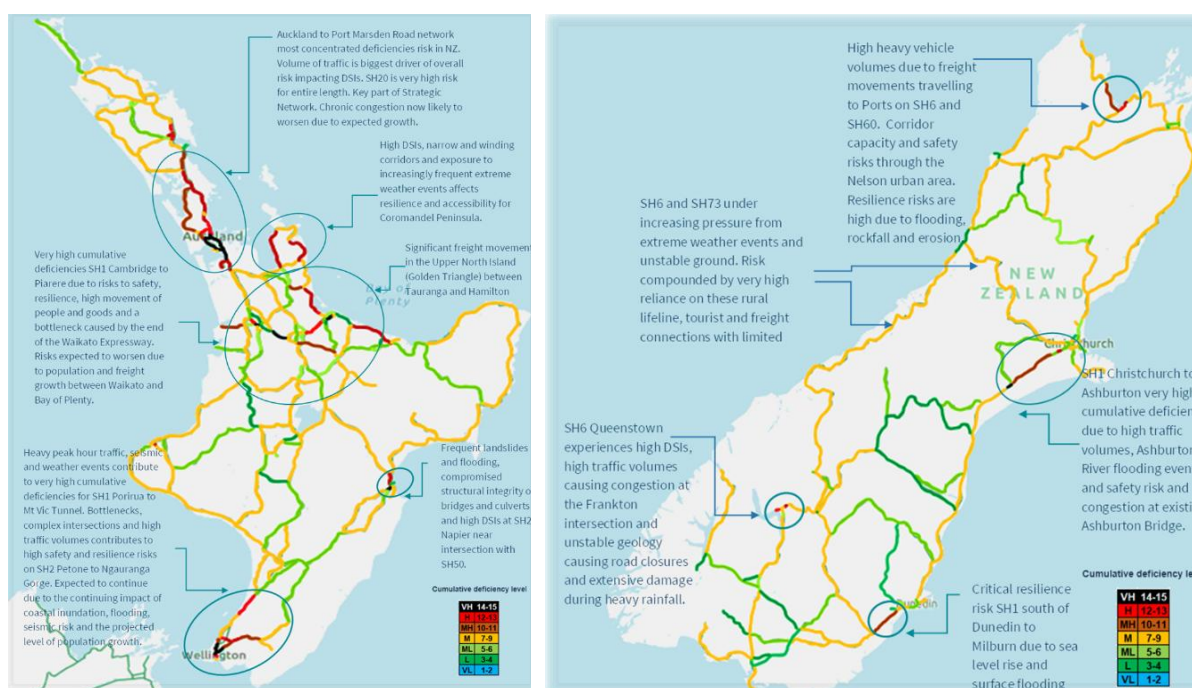 Auckland to Port Marsden Road network
most concentrated deficiencies risk in NZ.
Volume of traffic is biggest driver of overall
risk impacting DSIs. SH20 is very high risk
for entire length. Key part of Strategic
Network. Chronic congestion now likely to
worsen due to expected growth.
High DSIs, narrow and winding
corridors and exposure to
increasingly frequent extreme
weather events affects
resilience and accessibility for
Coromandel Peninsula.
Auckland
Very high cumulative
deficiencies SH1 Cambridge to
Piarere due to risks to safety,
resilience, high movement of
people and goods and a
bottleneck caused by the end
of the Waikato Expressway.
Risks expected to worsen due
to population and freight
growth between Waikato and
Bay of Plenty.
Significant freight movement
in the Upper North Island
(Golden Triangle) between
Tauranga and Hamilton
Bay of
Plenty
Heavy peak hour traffic, seismic
and weather events contribute
to very high cumulative
deficiencies for SH1 Porirua to
Mt Vic Tunnel. Bottlenecks,
complex intersections and high
traffic volumes contributes to
high safety and resilience risks
on SH2 Petone to Ngauranga
Gorge. Expected to continue
due to the continuing impact of
coastal inundation, flooding,
seismic risk and the projected
level of population growth.
Frequent landslides
and flooding,
compromised
structural integrity o
bridges and culverts
and high DSIs at SH2
Napier near
intersection with
SH50.
Wellington
Cumulative deficiency level
VH 14-15
H 12-13
MH 10-11
M 7-9
ML 5-6
L 3-4
VL 1-2
High heavy vehicle
volumes due to freight
movements travelling
to Ports on SH6 and
SH60. Corridor
capacity and safety
risks through the
Nelson urban area.
Resilience risks are
high due to flooding,
rockfall and erosion
SH6 and SH73 under
increasing pressure from
extreme weather events and
unstable ground. Risk
compounded by very high
reliance on these rural
lifeline, tourist and freight
connections with limited
NEW
ZEALAND
Christchurch
SH1 Christchurch to
Ashburton very high
cumulative deficien
due to high traffic
volumes, Ashburton
River flooding even
and safety risk and
congestion at existi
Ashburton Bridge.
SH6 Queenstown
experiences high DSIs,
high traffic volumes
causing congestion at
the Frankton
intersection and
unstable geology
causing road closures
and extensive damage
during heavy rainfall.
Dunedin
Critical resilience
risk SH1 south of
Dunedin to
Milburn due to sea
level rise and
surface flooding
Cumulative deficiency le
VH 14-15
H 12-13
MH 10-11
M 7-9
ML 5-6
L 3-4
VL 1-2